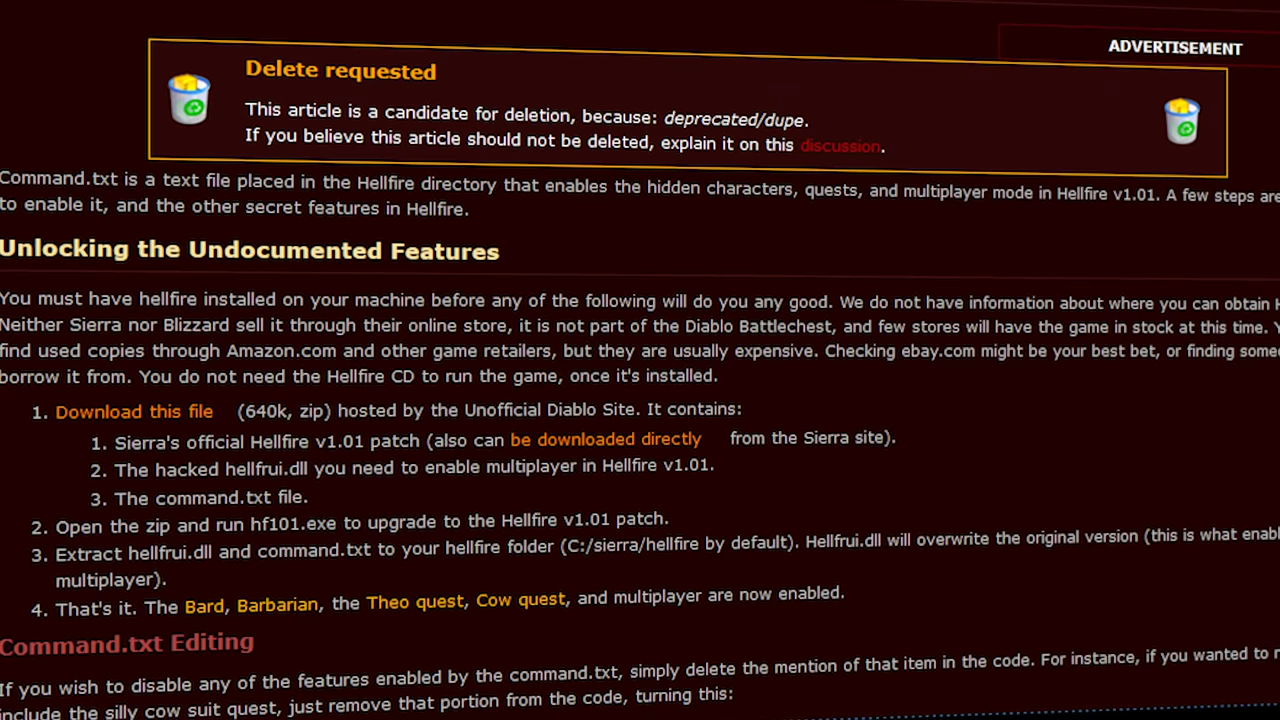 ADVERTISEMENT
Delete requested
This article is a candidate for deletion, because: deprecated/dupe.
If you believe this article should not be deleted, explain it on this discussion.
Command.txt is a text file placed in the Hellfire directory that enables the hidden characters, quests, and multiplayer mode in Hellfire v1.01. A few steps are
to enable it, and the other secret features in Hellfire.
Unlocking the Undocumented Features
You must have hellfire installed on your machine before any of the following will do you any good. We do not have information about where you can obtain H
Neither Sierra nor Blizzard sell it through their online store, it is not part of the Diablo Battlechest, and few stores will have the game in stock at this time. Y
find used copies through Amazon.com and other game retailers, but they are usually expensive. Checking ebay.com might be your best bet, or finding some
borrow it from. You do not need the Hellfire CD to run the game, once it's installed.
1. Download this file (640k, zip) hosted by the Unofficial Diablo Site. It contains:
1. Sierra's official Hellfire v1.01 patch (also can be downloaded directly from the Sierra site).
2. The hacked hellfrui.dll you need to enable multiplayer in Hellfire v1.01.
3. The command.txt file.
2. Open the zip and run hf101.exe to upgrade to the Hellfire v1.01 patch.
3. Extract hellfrui.dll and command.txt to your hellfire folder (C:/sierra/hellfire by default). Hellfrui.dll will overwrite the original version (this is what enabl
multiplayer).
4. That's it. The Bard, Barbarian, the Theo quest, Cow quest, and multiplayer are now enabled.
Command.txt Editing
If you wish to disable any of the features enabled by the command.txt, simply delete the mention of that item in the code. For instance, if you wanted to
include the silly cow suit quest, just remove that portion from the code, turning this: